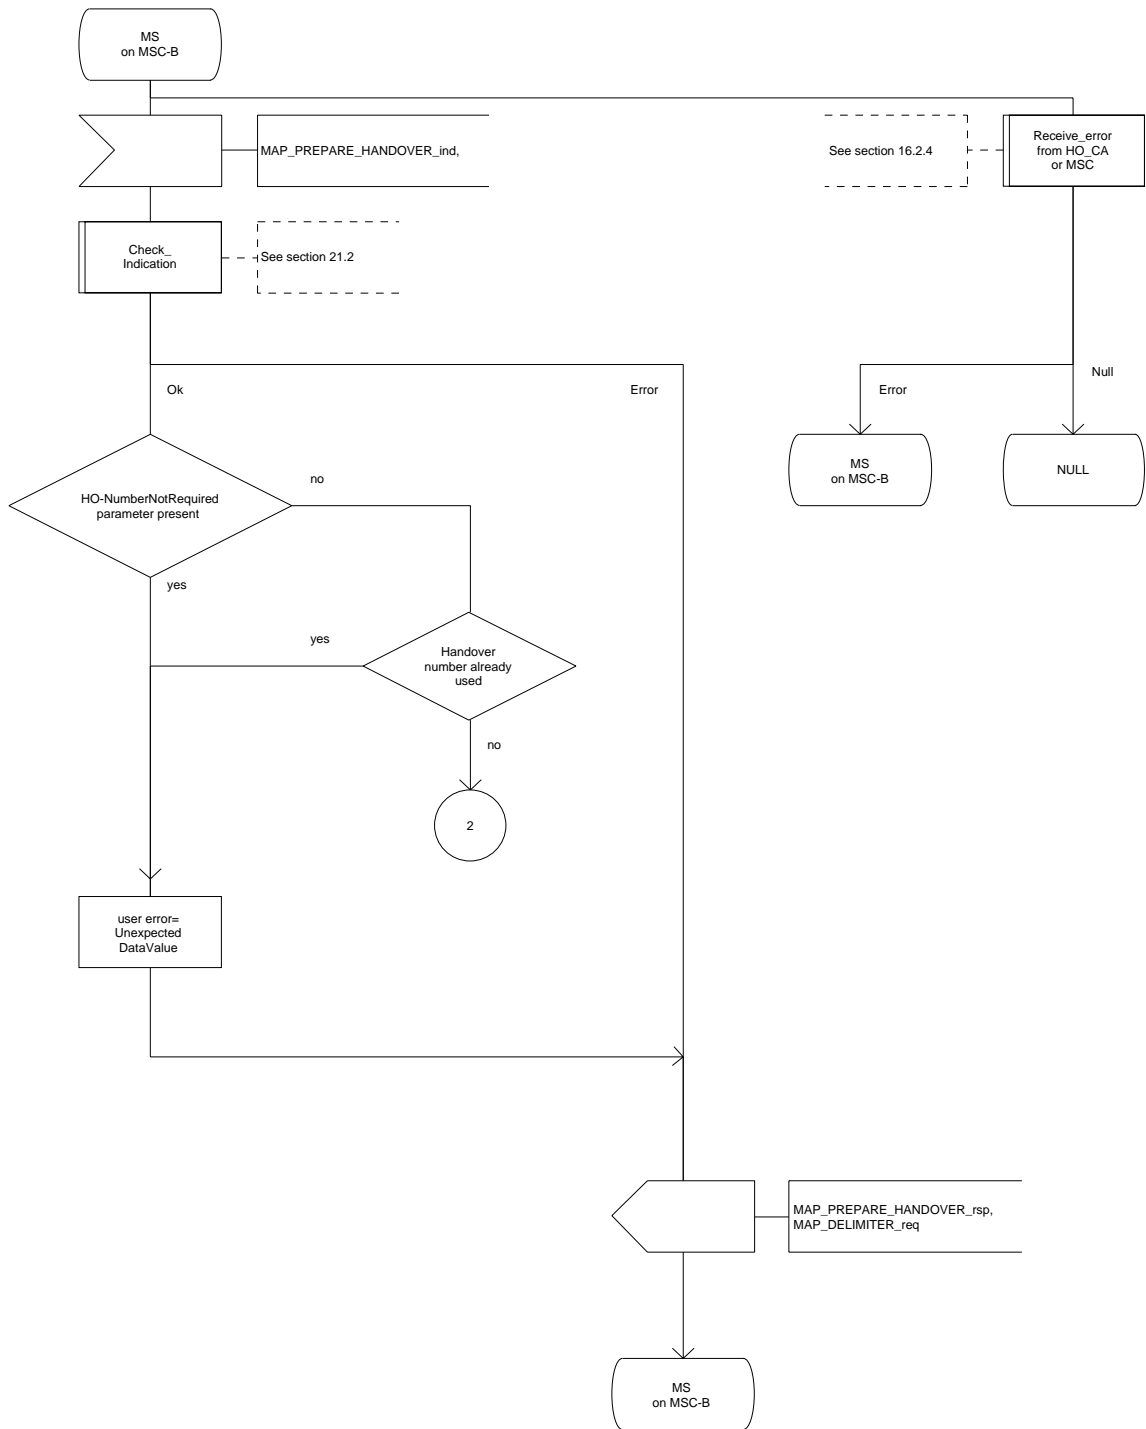 MS
on MSC-B
MAP_PREPARE_HANDOVER_ind,
See section 16.2.4
Receive_error
from HO_CA
or MSC
Check_
Indication
See section 21.2
Ok
Error
Error
Null
MS
on MSC-B
NULL
HO-NumberNotRequired
parameter present
no
yes
yes
Handover
number already
used
no
2
user error=
Unexpected
DataValue
MAP_PREPARE_HANDOVER_rsp,
MAP_DELIMITER_req
MS
on MSC-B